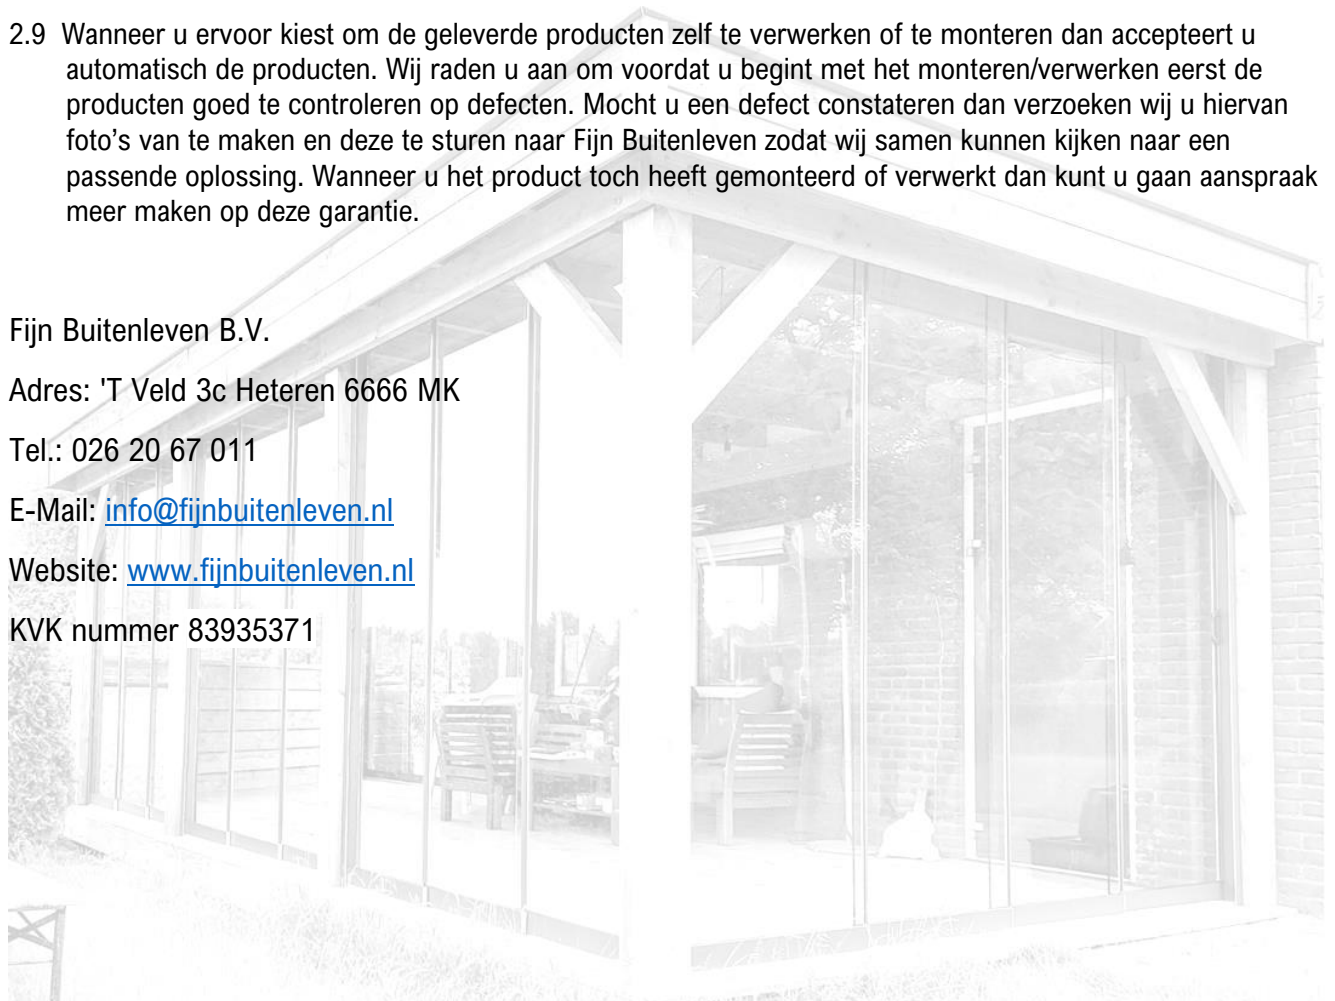 2.9 Wanneer u ervoor kiest om de geleverde producten zelf te verwerken of te monteren dan accepteert u
automatisch de producten. Wij raden u aan om voordat u begint met het monteren/verwerken eerst de
producten goed te controleren op defecten. Mocht u een defect constateren dan verzoeken wij u hiervan
foto's van te maken en deze te sturen naar Fijn Buitenleven zodat wij samen kunnen kijken naar een
passende oplossing. Wanneer u het product toch heeft gemonteerd of verwerkt dan kunt u gaan aanspraak
meer maken op deze garantie.
Fijn Buitenleven B.V.
Adres: 'T Veld 3c Heteren 6666 MK
Tel.: 026 20 67 011
E-Mail: info@fijnbuitenleven.nl
Website: www.fijnbuitenleven.nl
KVK nummer 83935371